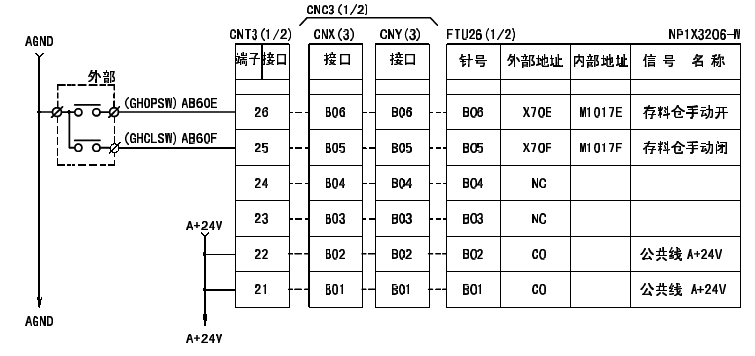 CNC3 (1/2)
AGND CNT3 (1/2) CNX (3) CNY (3) FTU26 (1/2) NP1X3206-W
端子 接口 接口 接口 针号 外部地址 内部地址 信号 名称
外部
(GHOPSW) AB60E 26 B06 B06 B06 X70E M1017E 存料仓手动开
(GHCLSW) AB60F 25 B05 B05 B05 X70F M1017F 存料仓手动闭
24 B04 B04 B04 NC
23 B03 B03 B03 NC
A+24V
22 B02 B02 B02 CO 公共线 A+24V
21 B01 B01 B01 CO 公共线 A+24V
AGND
A+24V